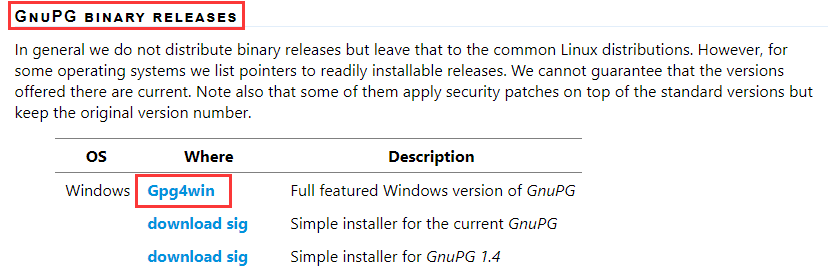 GNUPG BINARY RELEASES
In general we do not distribute binary releases but leave that to the common Linux distributions. However, for
some operating systems we list pointers to readily installable releases. We cannot guarantee that the versions
offered there are current. Note also that some of them apply security patches on top of the standard versions but
keep the original version number.
OS Where Description
Windows Gpg4win Full featured Windows version of GnuPG
download sig Simple installer for the current GnuPG
download sig Simple installer for GnuPG 1.4